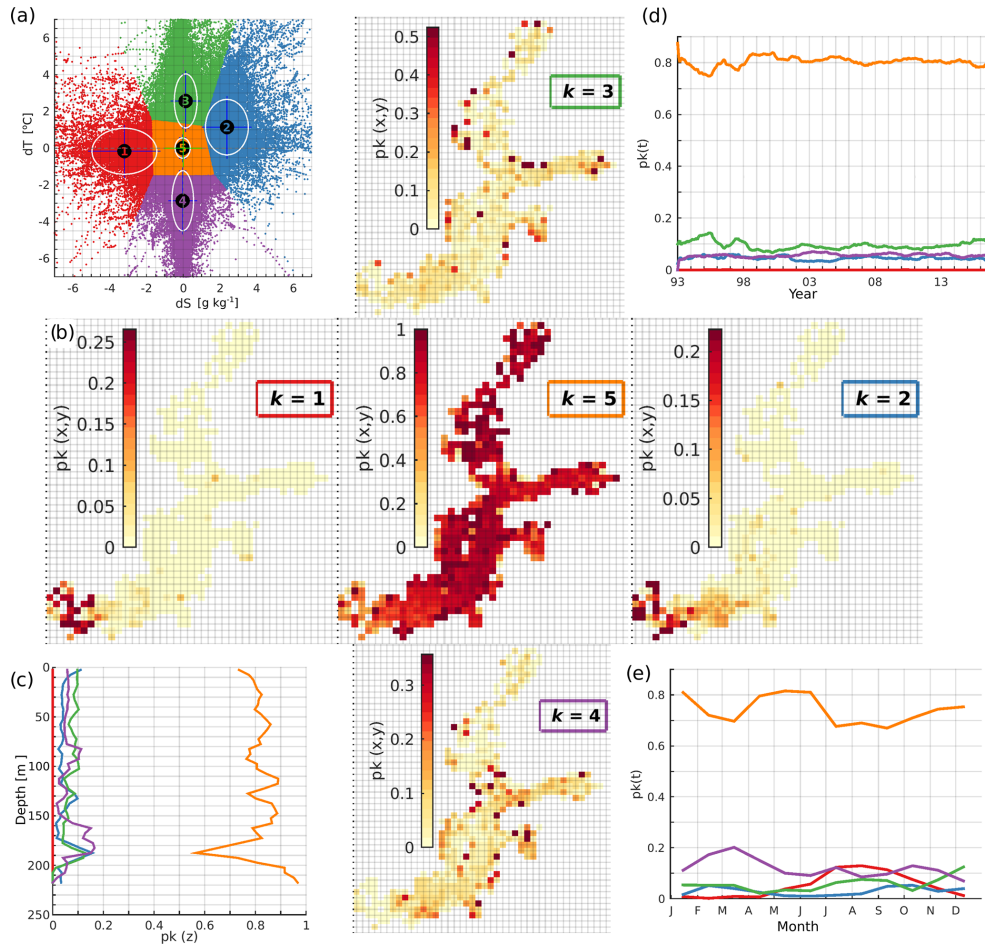 (a)
6
4
2
0
-2
-4
-6
dT [°C]
1
2
3
4
5
-6 -4 -2 0 2 4 6
dS [g kg⁻¹]
0.5
0.4
0.3
0.2
0.1
0
pk (x,y)
k = 3
(d)
0.8
0.6
0.4
0.2
0
pk(t)
93 98 03 08 13
Year
(b)
0.25
0.2
0.15
0.1
0.05
0
pk (x,y)
k = 1
1
0.8
0.6
0.4
0.2
0
pk (x,y)
k = 5
0.2
0.15
0.1
0.05
0
pk (x,y)
k = 2
(c)
0
50
100
150
200
250
Depth [m ]
0 0.2 0.4 0.6 0.8 1
pk (z)
0.3
0.2
0.1
0
pk (x,y)
k = 4
(e)
0.8
0.6
0.4
0.2
0
pk(t)
J F M A M J J A S O N D
Month